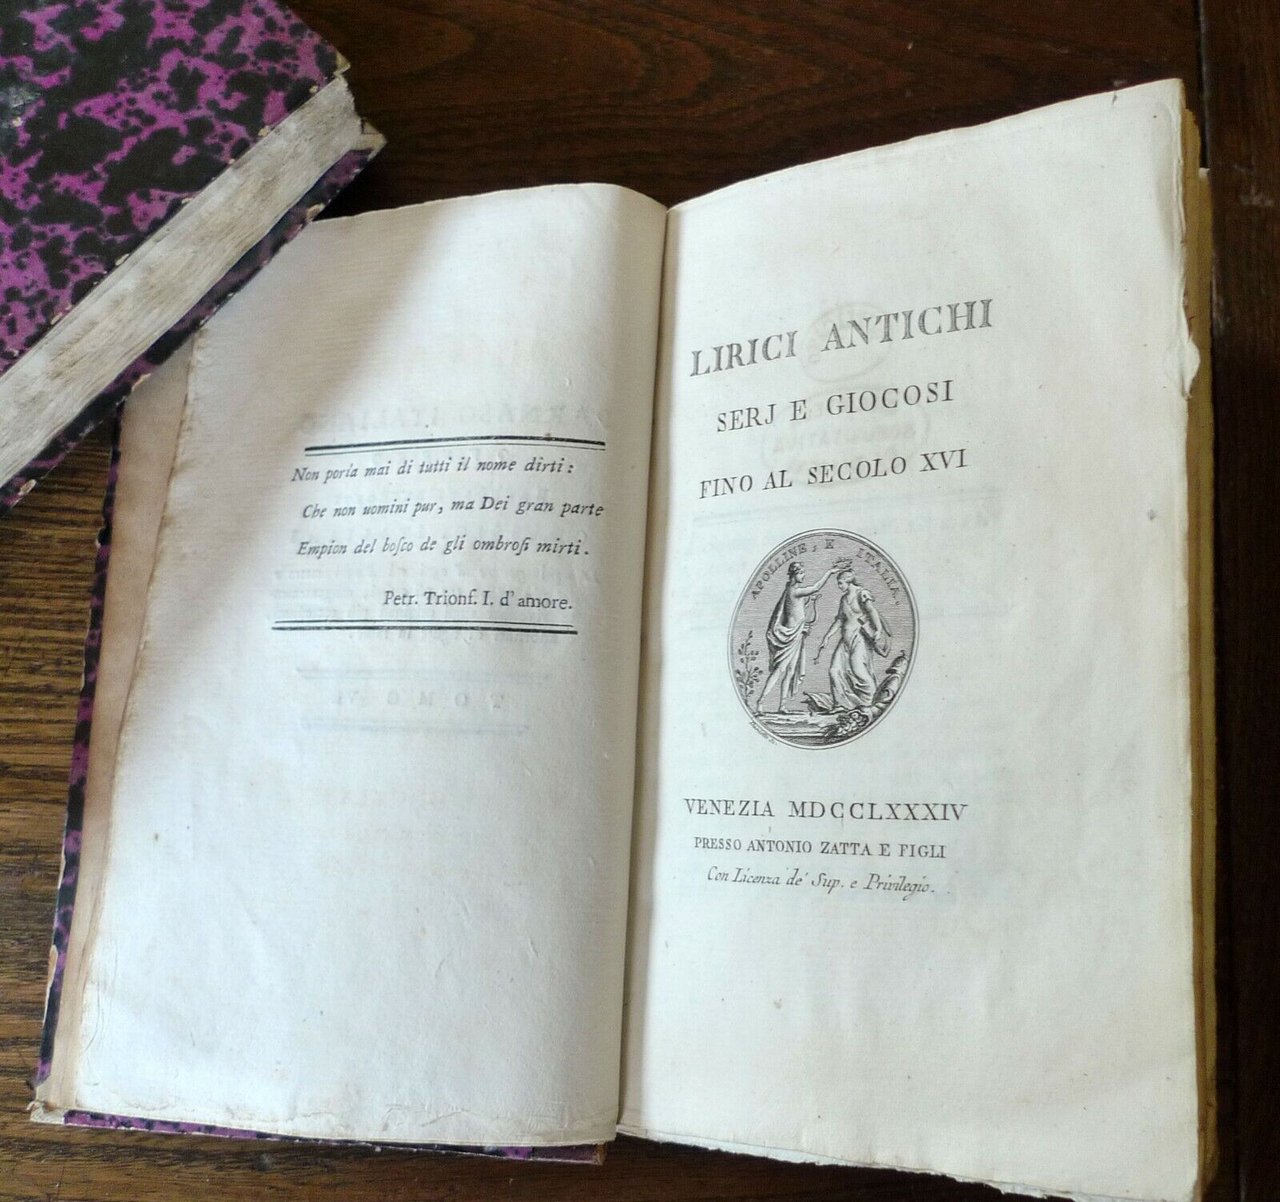 Non poría mai di tutti il nome dirti:
Che non uomini pur, ma Dei gran parte
Empion del boſco de gli ombroſi mirti.
Petr. Trionf. I. d'amore.
LIRICI ANTICHI
SERJ E GIOCOSI
FINO AL SECOLO XVI
APOLLINE, E ITALIA.
VENEZIA MDCCLXXXIV
PRESSO ANTONIO ZATTA E FIGLI
Con Licenza de' Sup. e Privilegio.